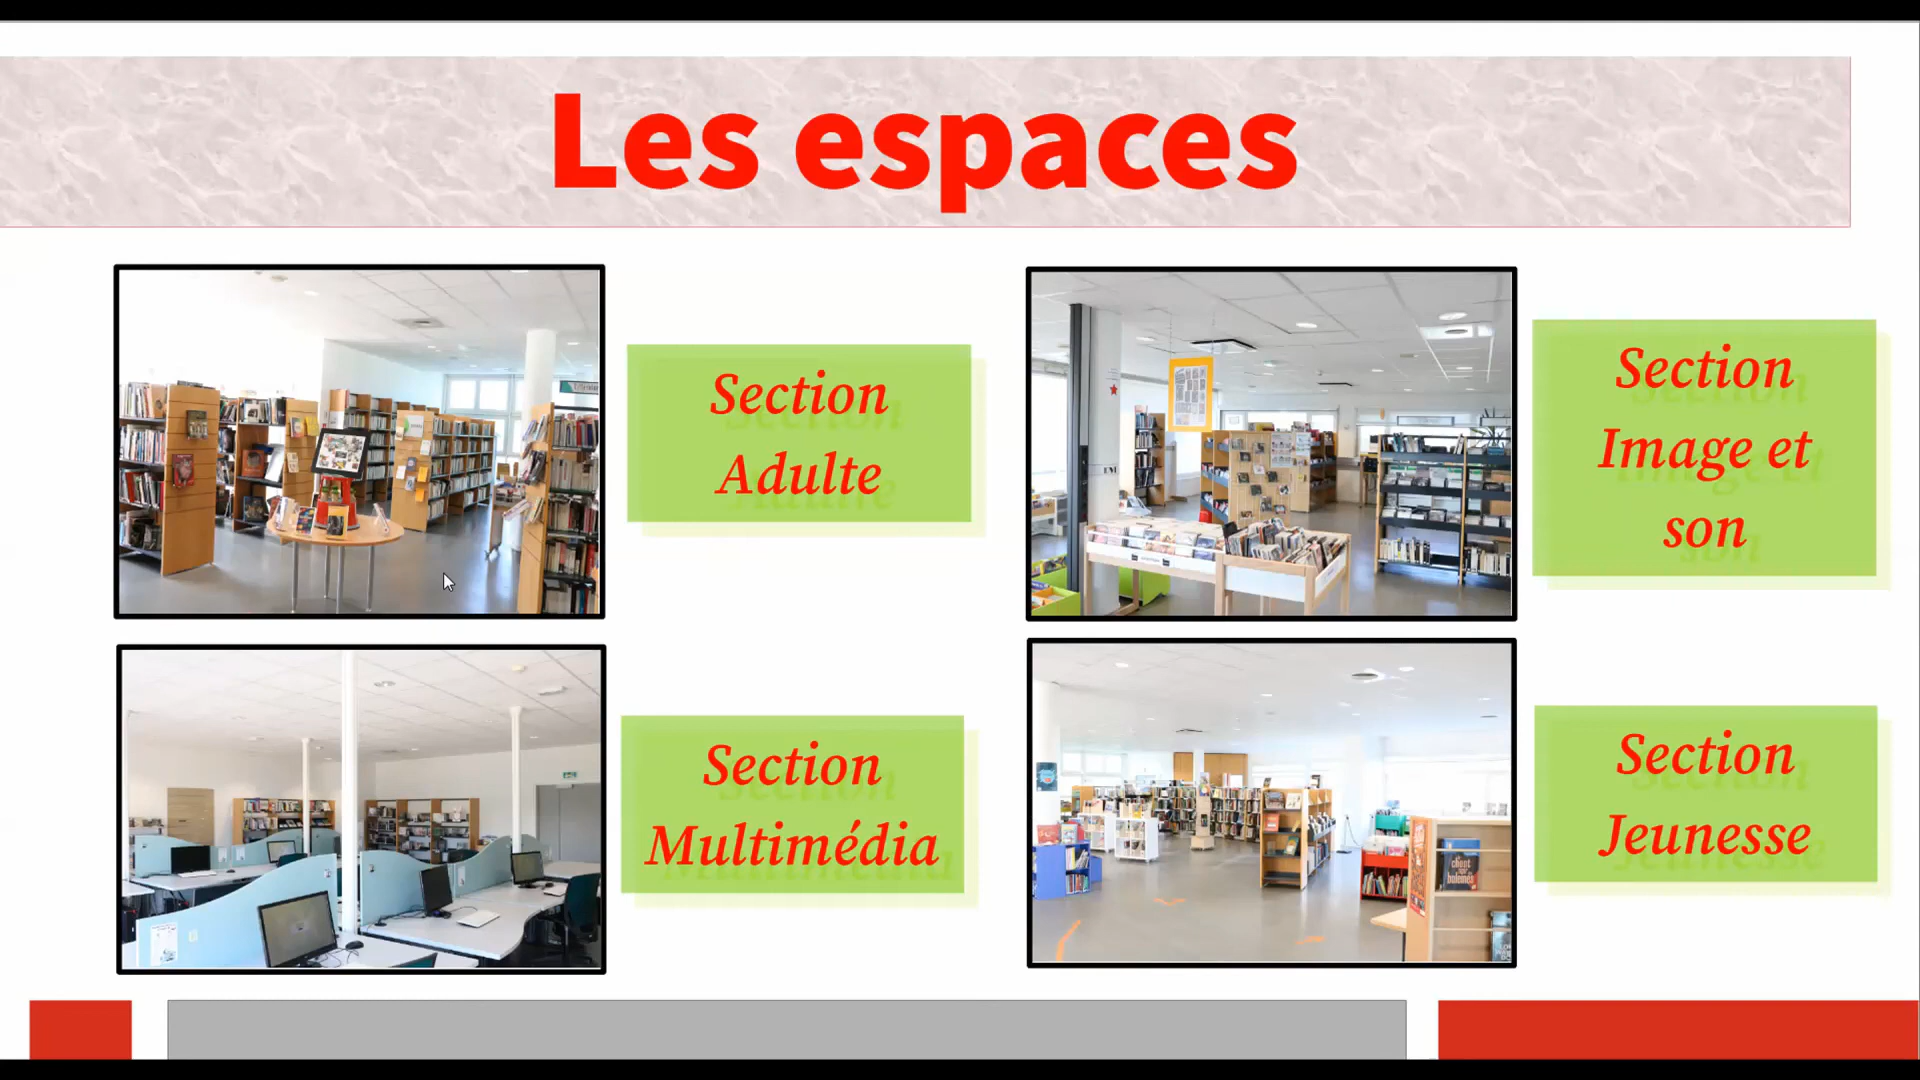 Les espaces
Section
Adulte
Section
Image et
son
Section
Multimédia
Section
Jeunesse